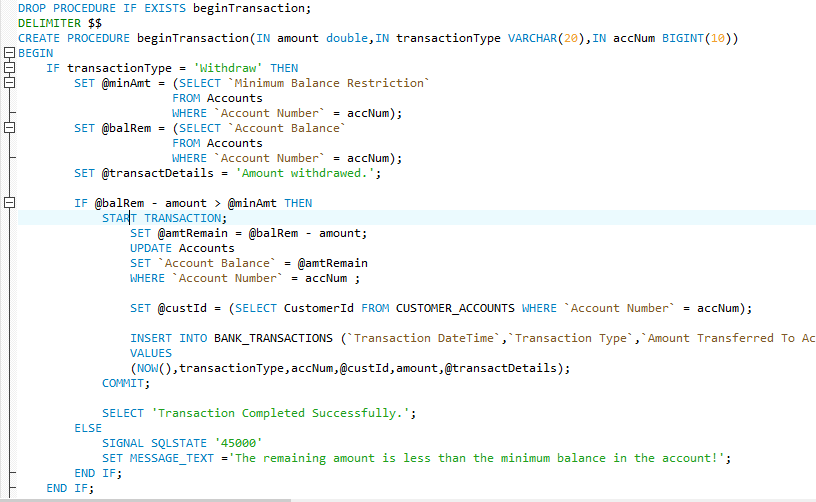 DROP PROCEDURE IF EXISTS beginTransaction;
DELIMITER $$
CREATE PROCEDURE beginTransaction(IN amount double,IN transactionType VARCHAR(20),IN accNum BIGINT(10))
BEGIN
IF transactionType = 'Withdraw' THEN
SET @minAmt = (SELECT `Minimum Balance Restriction`
FROM Accounts
WHERE `Account Number` = accNum);
SET @balRem = (SELECT `Account Balance`
FROM Accounts
WHERE `Account Number` = accNum);
SET @transactDetails = 'Amount withdrawed.';
IF @balRem - amount > @minAmt THEN
START TRANSACTION;
SET @amtRemain = @balRem - amount;
UPDATE Accounts
SET `Account Balance` = @amtRemain
WHERE `Account Number` = accNum ;
SET @custId = (SELECT CustomerId FROM CUSTOMER_ACCOUNTS WHERE `Account Number` = accNum);
INSERT INTO BANK_TRANSACTIONS (`Transaction DateTime`,`Transaction Type`,`Amount Transferred To Ac
VALUES
(NOW(),transactionType,accNum,@custId,amount,@transactDetails);
COMMIT;
SELECT 'Transaction Completed Successfully.';
ELSE
SIGNAL SQLSTATE '45000'
SET MESSAGE_TEXT ='The remaining amount is less than the minimum balance in the account!';
END IF;
END IF;